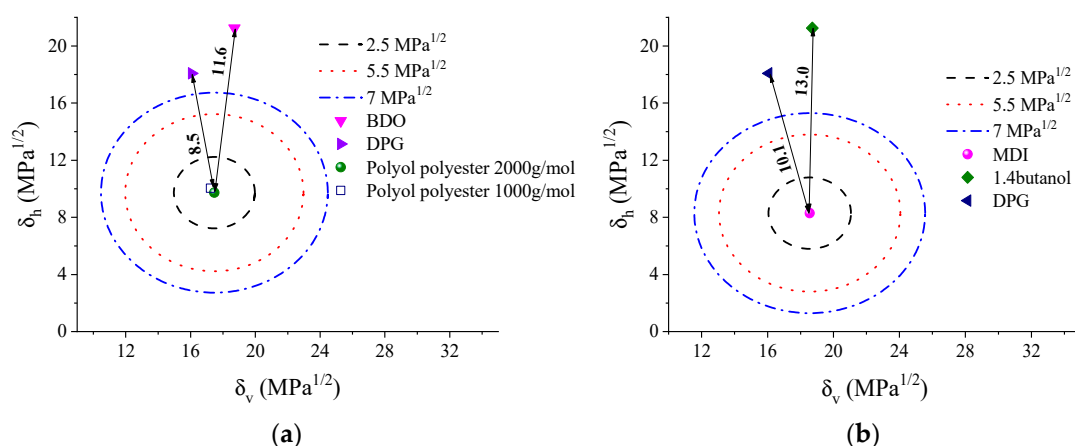 20
16
12
8
4
0
δh (MPa1/2)
12
16
20
24
28
32
δv (MPa1/2)
11.6
8.5
2.5 MPa1/2
5.5 MPa1/2
7 MPa1/2
BDO
DPG
Polyol polyester 2000g/mol
Polyol polyester 1000g/mol
(a)
20
16
12
8
4
0
δh (MPa1/2)
12
16
20
24
28
32
δv (MPa1/2)
13.0
10.1
2.5 MPa1/2
5.5 MPa1/2
7 MPa1/2
MDI
1.4butanol
DPG
(b)